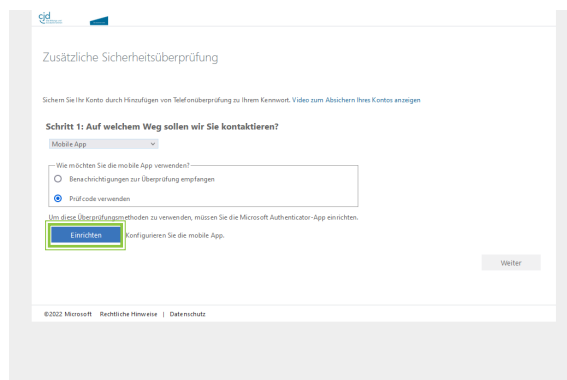 cjd
Zusätzliche Sicherheitsüberprüfung
Sichern Sie Ihr Konto durch Hinzufügen von Telefonüberprüfung zu Ihrem Kennwort. Video zum Absichern Ihres Kontos anzeigen
Schritt 1: Auf welchem Weg sollen wir Sie kontaktieren?
Mobile App
Wie möchten Sie die mobile App verwenden?
Benachrichtigungen zur Überprüfung empfangen
Prüfcode verwenden
Um diese Überprüfungsmethoden zu verwenden, müssen Sie die Microsoft Authenticator-App einrichten.
Einrichten Konfigurieren Sie die mobile App.
Weiter
©2022 Microsoft Rechtliche Hinweise | Datenschutz